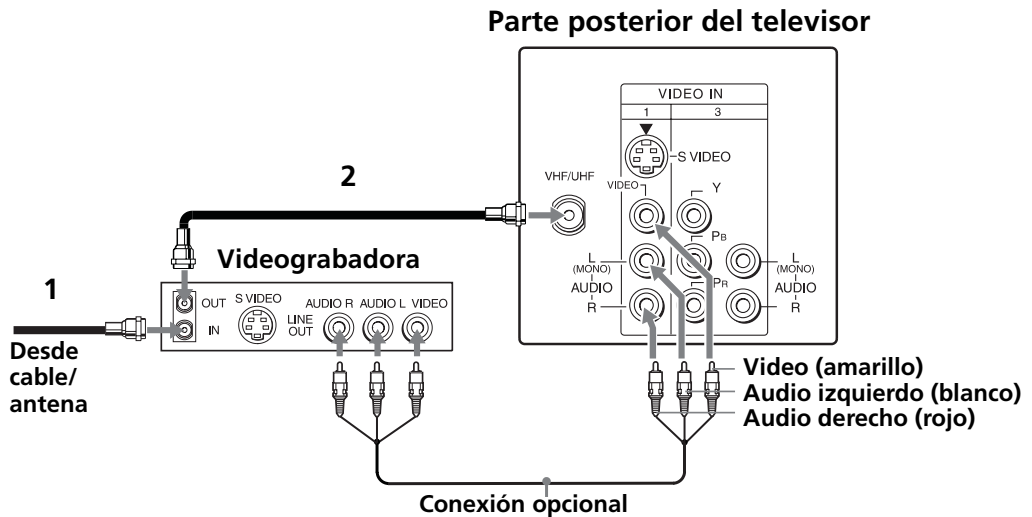 Parte posterior del televisor
VIDEO IN
1
3
S VIDEO
VHF/UHF
VIDEO
Y
PB
L
(MONO)
AUDIO
R
PR
L
(MONO)
AUDIO
R
2
Videograbadora
1
OUT
IN
S VIDEO
LINE
OUT
AUDIO R
AUDIO L
VIDEO
Desde
cable/
antena
Video (amarillo)
Audio izquierdo (blanco)
Audio derecho (rojo)
Conexión opcional